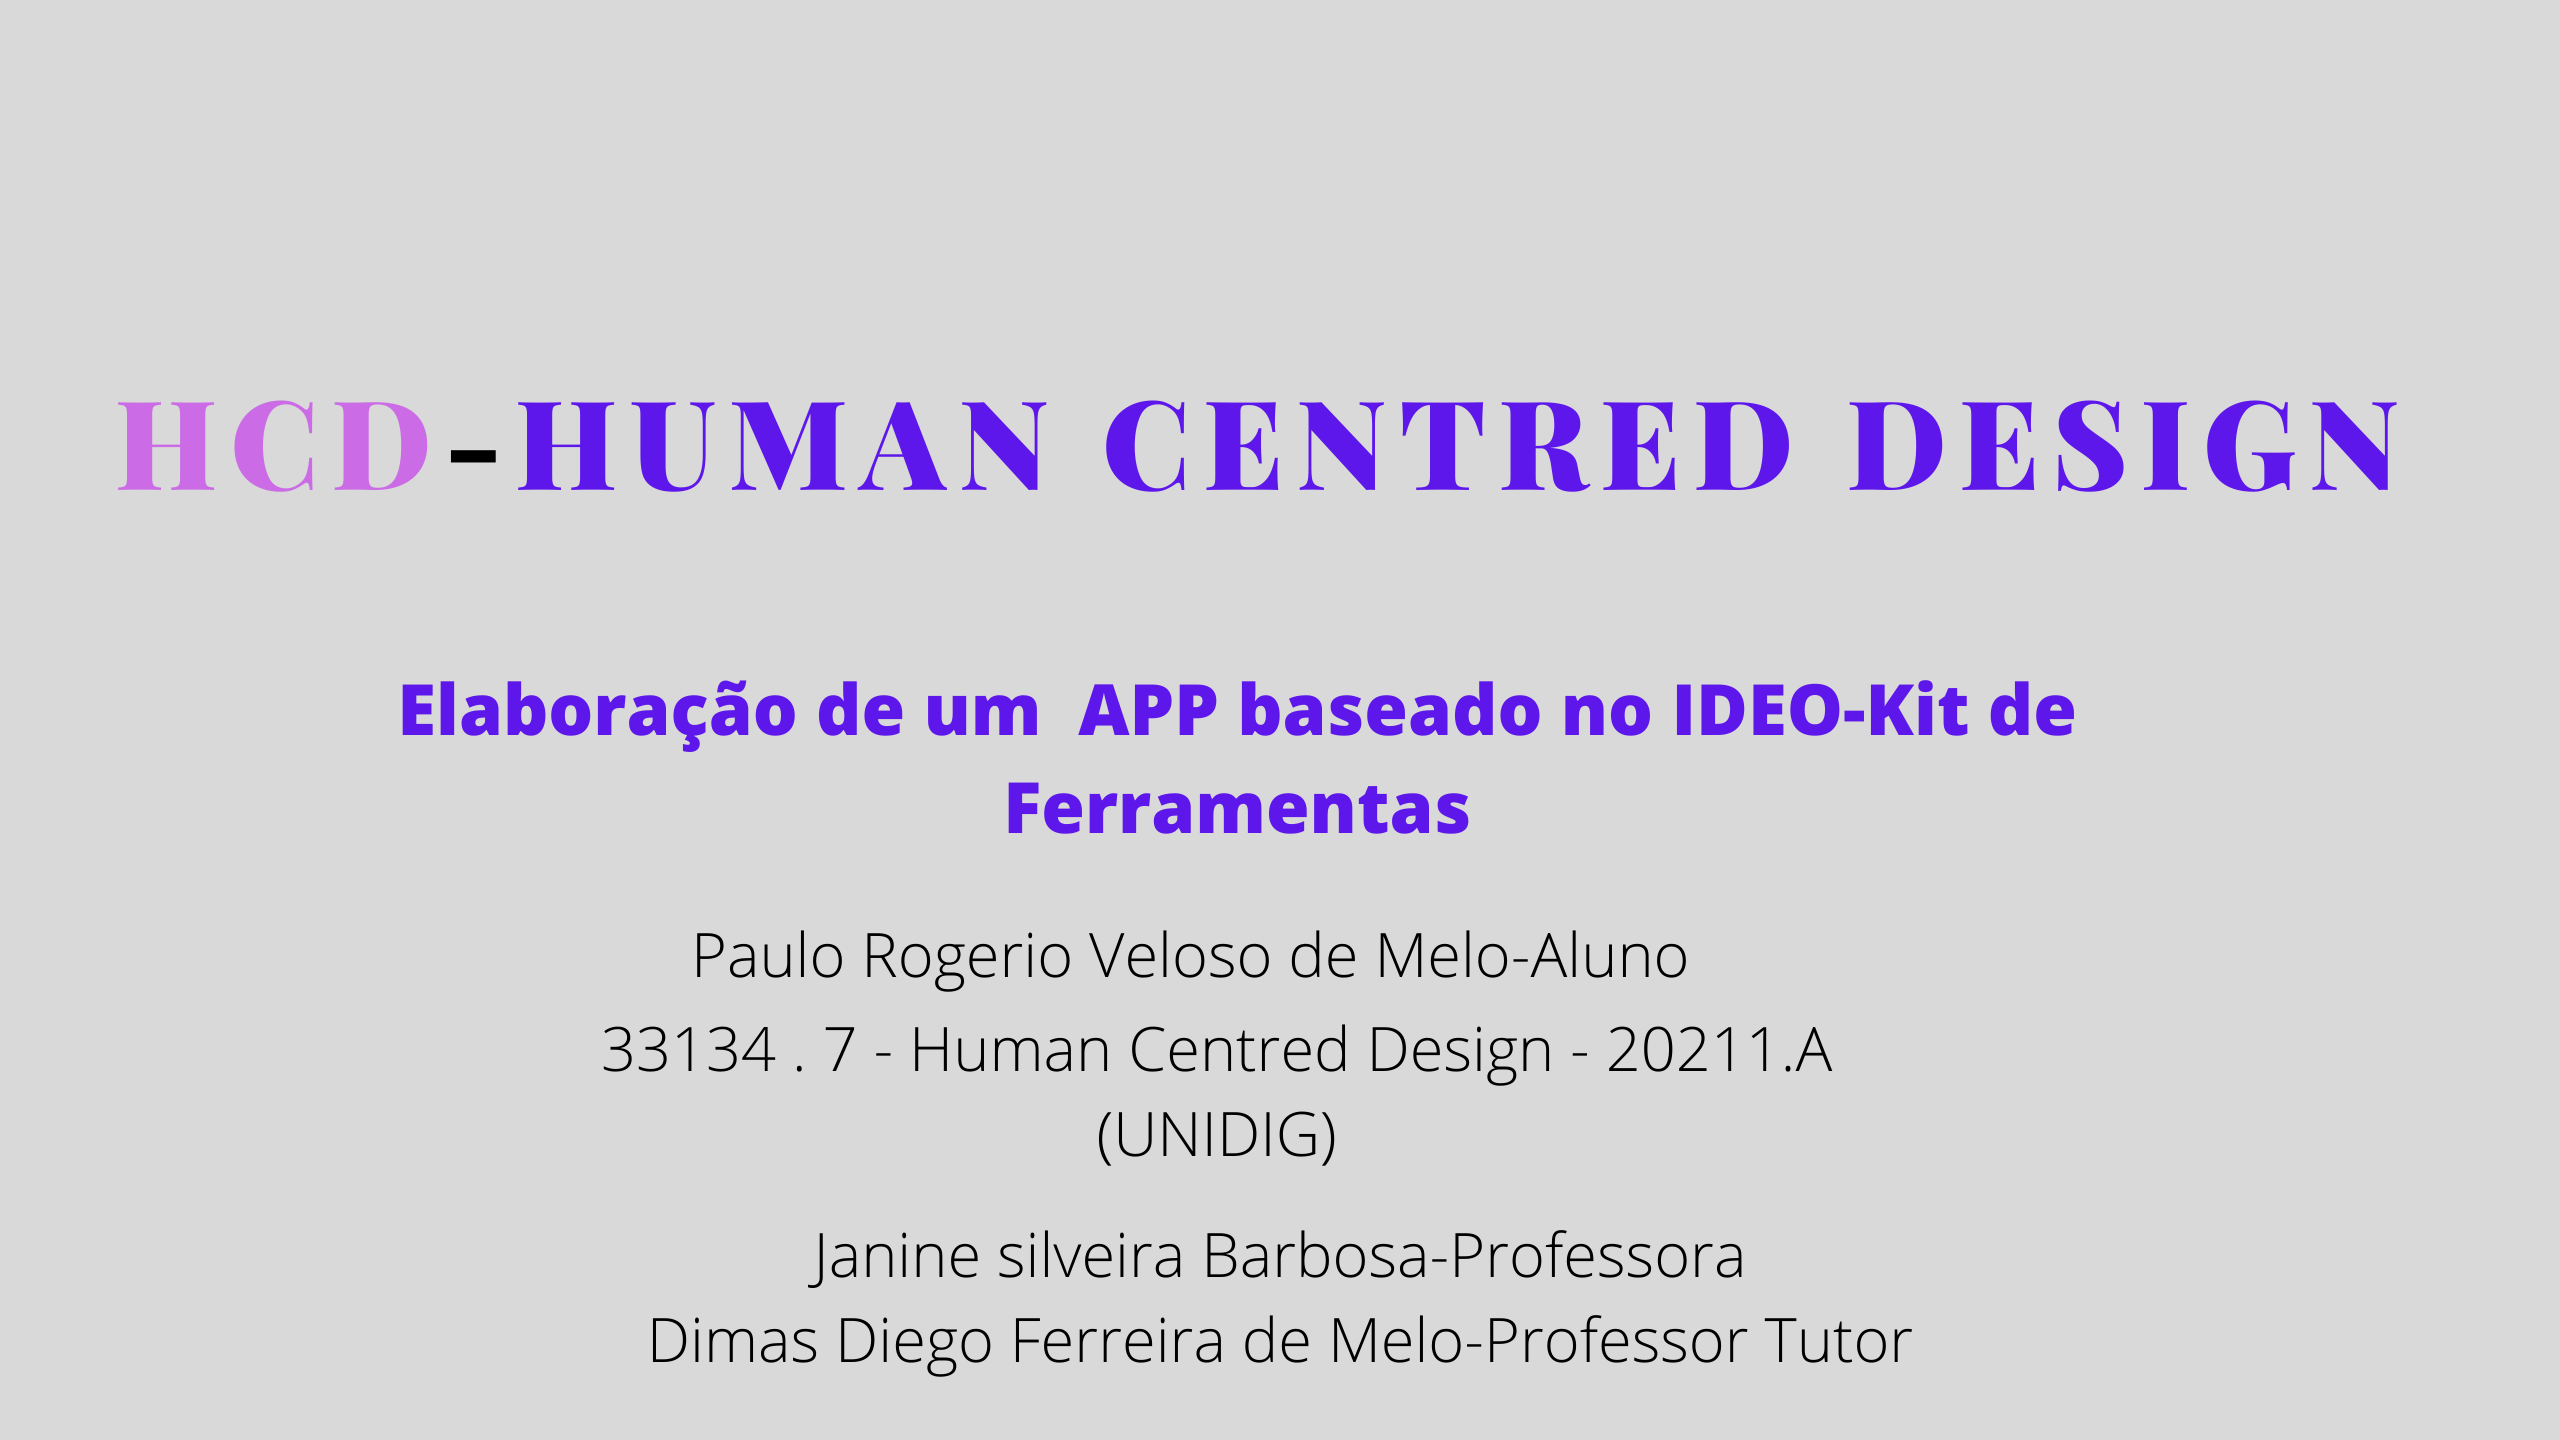 HCD-HUMAN CENTRED DESIGN
Elaboração de um  APP baseado no IDEO-Kit de
Ferramentas
Paulo Rogerio Veloso de Melo-Aluno
33134 . 7 - Human Centred Design - 20211.A
(UNIDIG)
Janine silveira Barbosa-Professora
Dimas Diego Ferreira de Melo-Professor Tutor